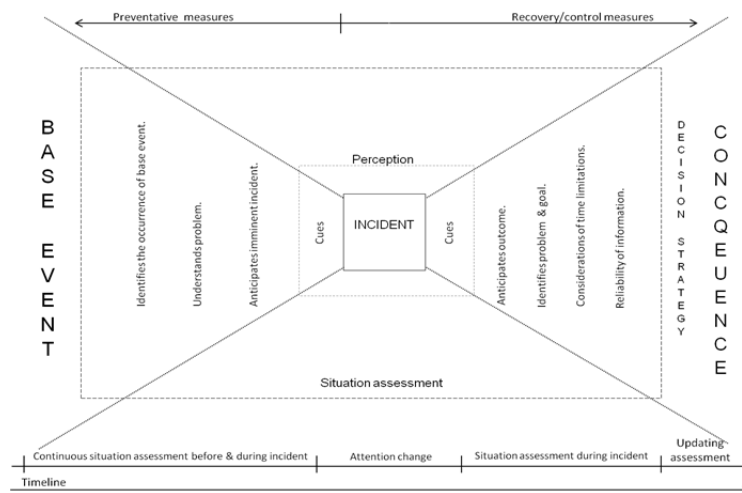 Preventative measures
Recovery/control measures
BASE EVENT
Identifies the occurrence of base event.
Understands problem.
Anticipates imminent incident.
Perception
Cues
INCIDENT
Cues
Anticipates outcome.
Identifies problem & goal.
Considerations of time limitations.
Reliability of information.
DECISION STRATEGY
CONCQEUENCE
Situation assessment
Continuous situation assessment before & during incident
Attention change
Situation assessment during incident
Updating
assessment
Timeline